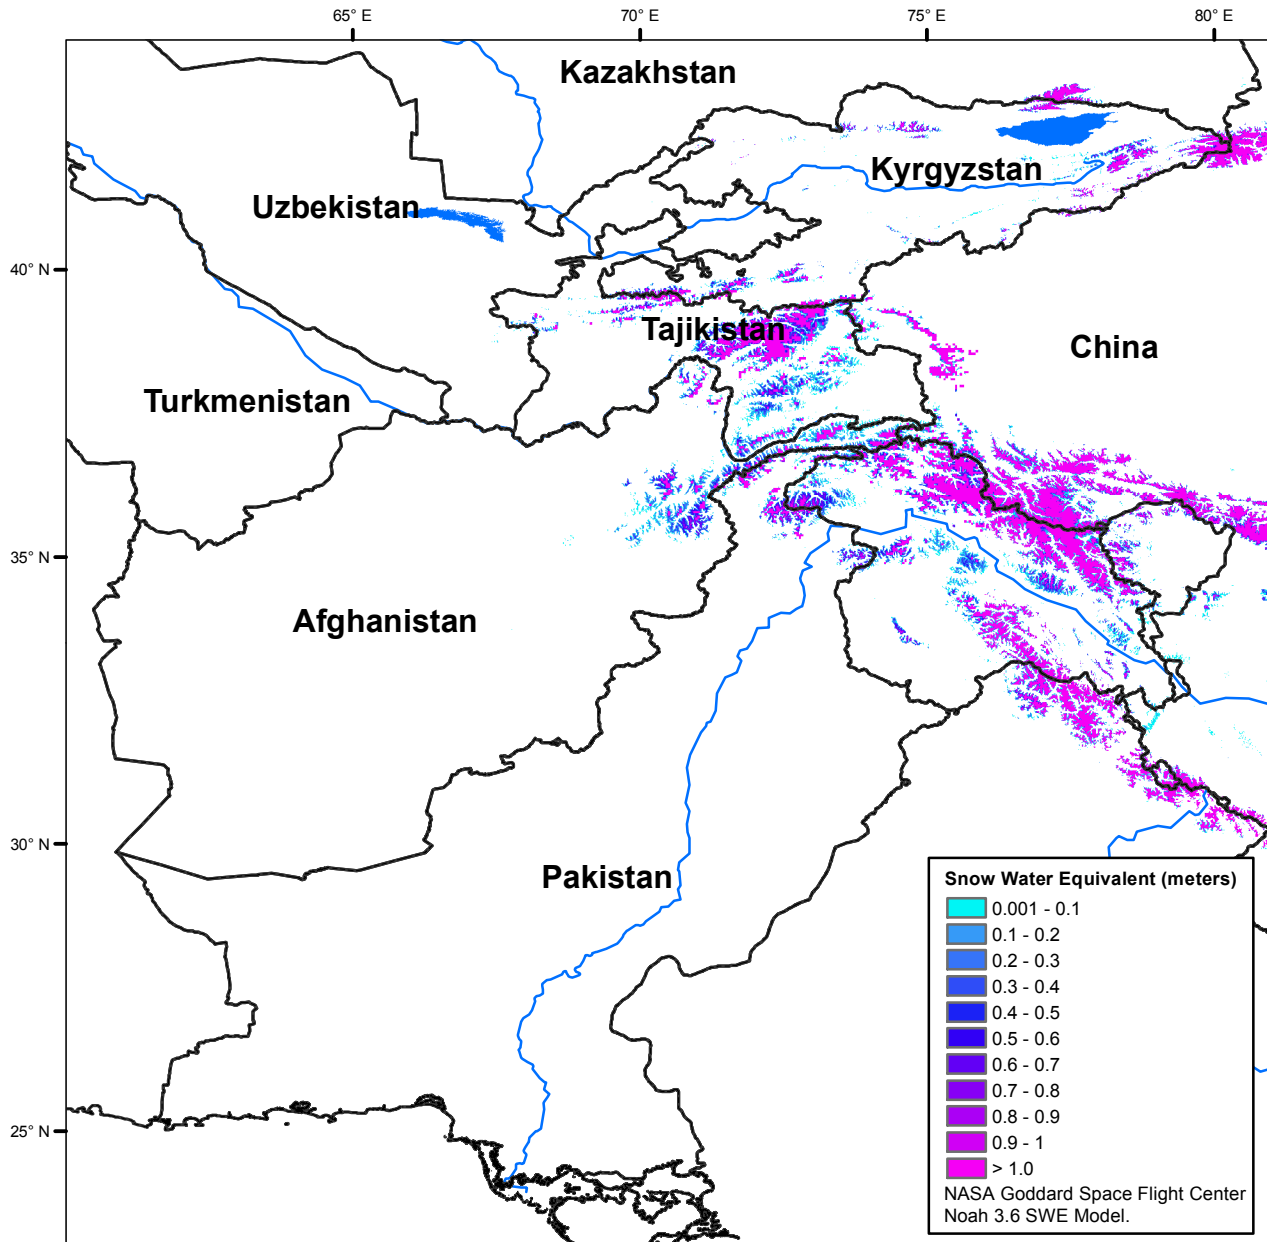 65° E
70° E
75° E
80° E
Kazakhstan
Kyrgyzstan
Uzbekistan
40° N
Tajikistan
China
Turkmenistan
35° N
Afghanistan
30° N
Pakistan
25° N
Snow Water Equivalent (meters)
0.001 - 0.1
0.1 - 0.2
0.2 - 0.3
0.3 - 0.4
0.4 - 0.5
0.5 - 0.6
0.6 - 0.7
0.7 - 0.8
0.8 - 0.9
0.9 - 1
> 1.0
NASA Goddard Space Flight Center
Noah 3.6 SWE Model.